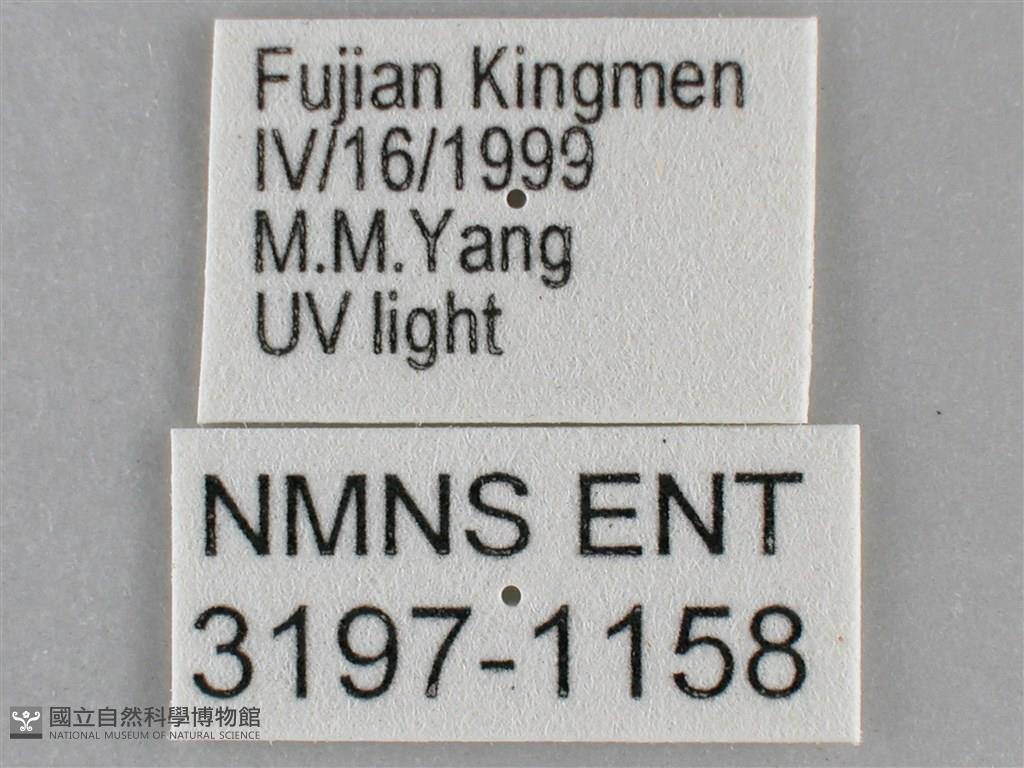 Fujian Kingmen
IV/16/1999
M.M.Yang
UV light
NMNS ENT
3197-1158
國立自然科學博物館
NATIONAL MUSEUM OF NATURAL SCIENCE